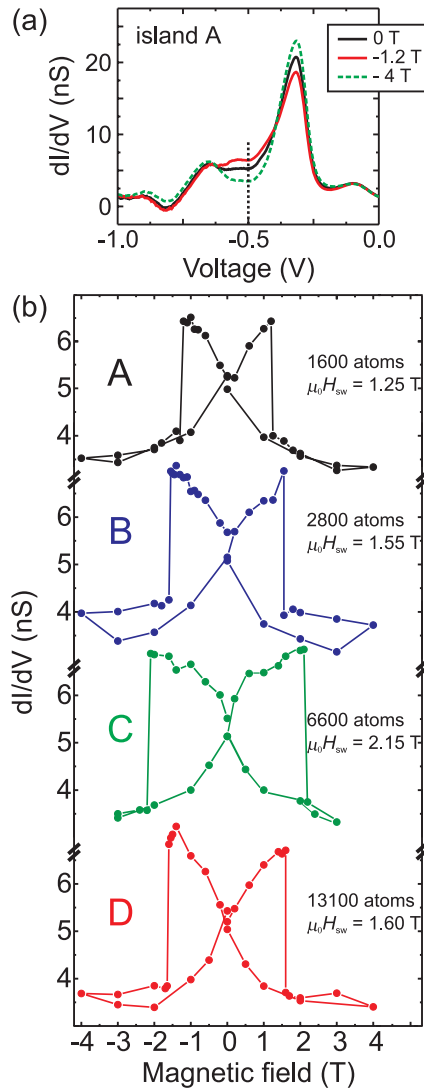 (a)
island A
0 T
-1.2 T
- 4 T
20
10
0
dI/dV (nS)
-1.0
-0.5
0.0
Voltage (V)
(b)
6
5
4
A
1600 atoms
μ₀Hsw = 1.25 T
6
5
4
B
2800 atoms
μ₀Hsw = 1.55 T
dI/dV (nS)
6
5
4
C
6600 atoms
μ₀Hsw = 2.15 T
6
5
4
D
13100 atoms
μ₀Hsw = 1.60 T
-4 -3 -2 -1 0 1 2 3 4
Magnetic field (T)